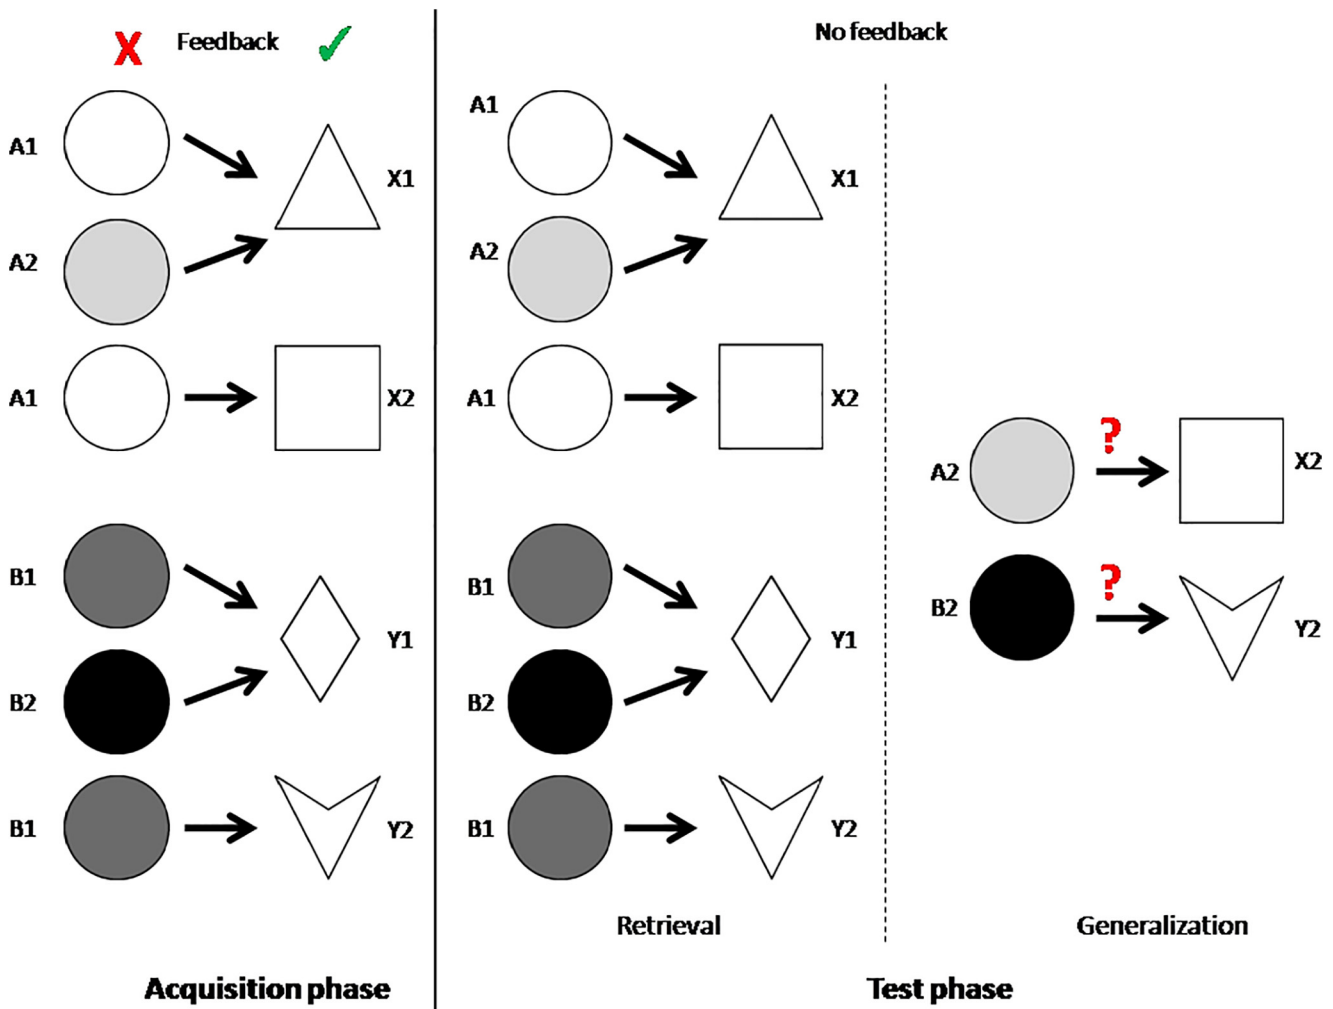 X Feedback ✓
No feedback
A1
X1
A2
A1
X2
B1
Y1
B2
B1
Y2
A1
X1
A2
A1
X2
B1
Y1
B2
B1
Y2
?
A2
X2
?
B2
Y2
Retrieval
Generalization
Acquisition phase
Test phase